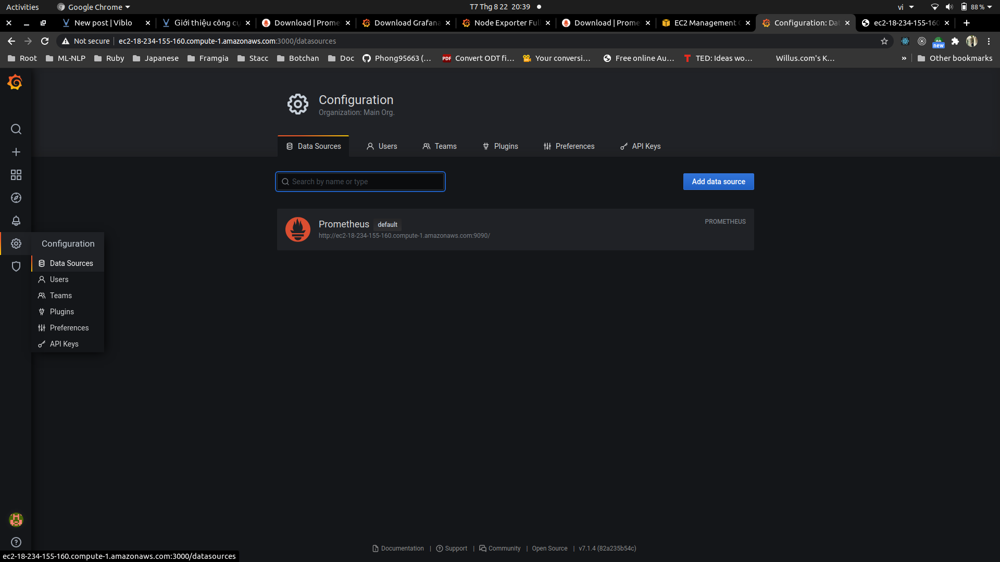 Activities
Google Chrome
T7 Thg 8 22 20:39
vi
88 %
New post | Viblo
Giới thiệu công cụ
Download | Prome
Download Grafana
Node Exporter Full
Download | Prome
EC2 Management C
Configuration: Dat
ec2-18-234-155-160
Not secure
ec2-18-234-155-160.compute-1.amazonaws.com:3000/datasources
new
Root
ML-NLP
Ruby
Japanese
Framgia
Stacc
Botchan
Doc
Phong95663 (...
PDF
Convert ODT fi...
Your conversi...
Free online Au...
TED: Ideas wo...
Willus.com's K...
»
Other bookmarks
Configuration
Organization: Main Org.
Data Sources
Users
Teams
Plugins
Preferences
API Keys
Search by name or type
Add data source
Prometheus
default
PROMETHEUS
http://ec2-18-234-155-160.compute-1.amazonaws.com:9090/
Configuration
Data Sources
Users
Teams
Plugins
Preferences
API Keys
Documentation | Support | Community | Open Source | v7.1.4 (82a235b54c)
ec2-18-234-155-160.compute-1.amazonaws.com:3000/datasources